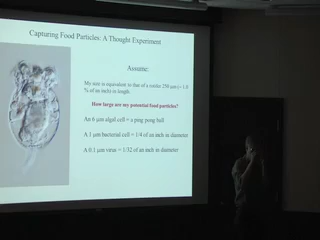 Capturing Food Particles: A Thought Experiment
Assume:
My size is equivalent to that of a rotifer 250 µm (~ 1.0
% of an inch) in length
How large are my potential food particles?
An 6 µm algal cell = a ping pong ball
A 1 µm bacterial cell = 1/4 of an inch in diameter
A 0.1 µm virus = 1/32 of an inch in diameter